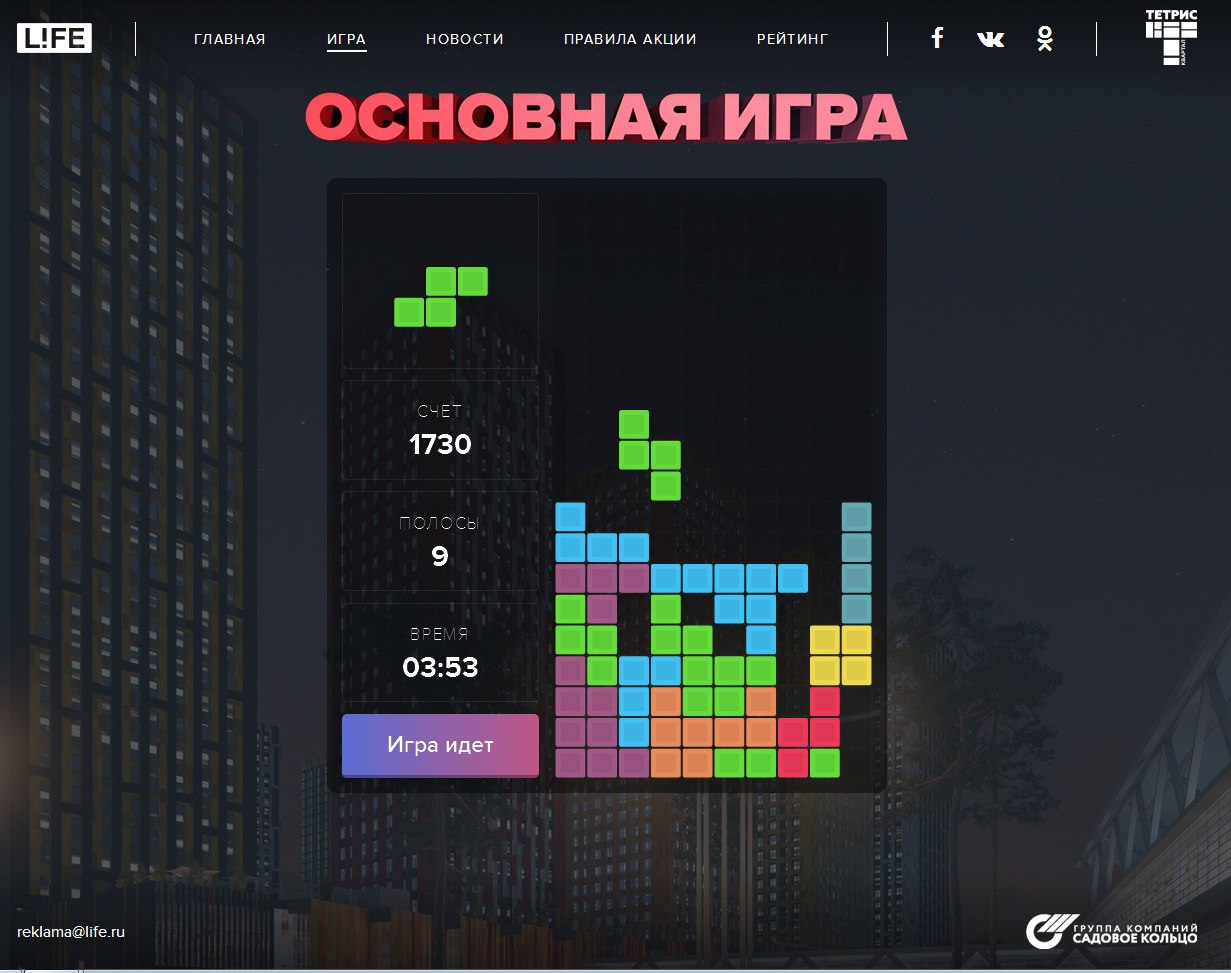 L!FE
ГЛАВНАЯ
ИГРА
НОВОСТИ
ПРАВИЛА АКЦИИ
РЕЙТИНГ
ТЕТРИС
КВАРТАЛ
ОСНОВНАЯ ИГРА
СЧЕТ
1730
ПОЛОСЫ
9
ВРЕМЯ
03:53
Игра идет
reklama@life.ru
ГРУППА КОМПАНИЙ
САДОВОЕ КОЛЬЦО